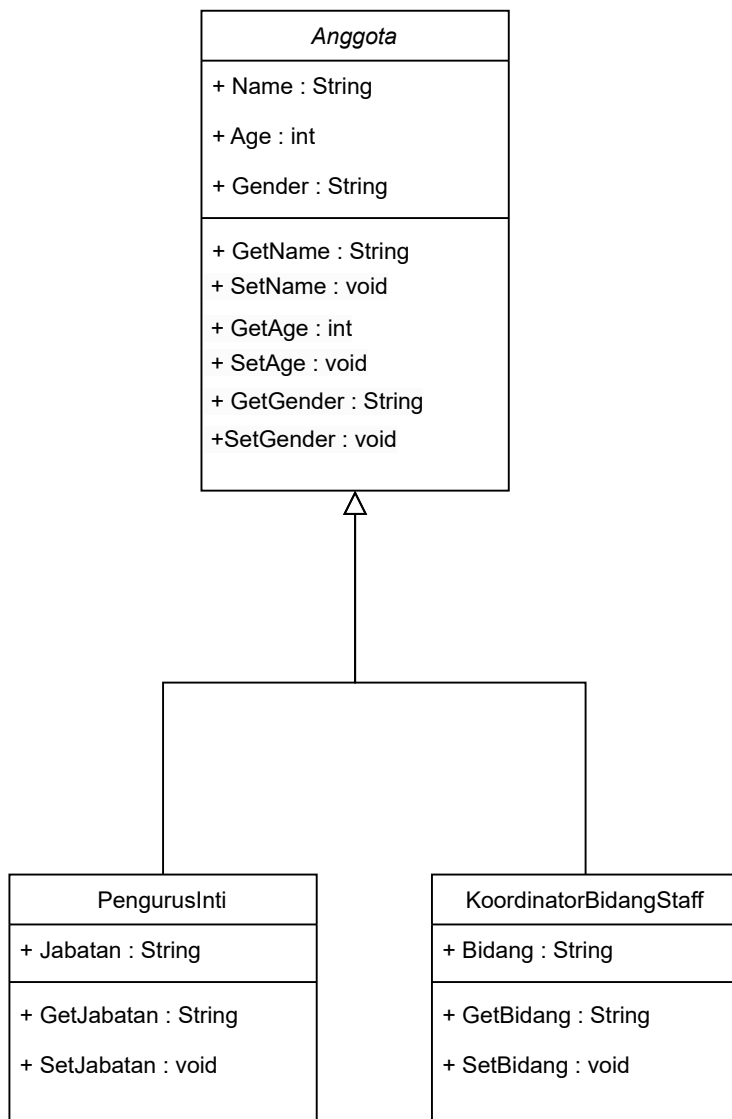 Anggota
+ Name : String
+ Age : int
+ Gender : String
+ GetName : String
+ SetName : void
+ GetAge : int
+ SetAge : void
+ GetGender : String
+SetGender : void
PengurusInti
+ Jabatan : String
+ GetJabatan : String
+ SetJabatan : void
KoordinatorBidangStaff
+ Bidang : String
+ GetBidang : String
+ SetBidang : void